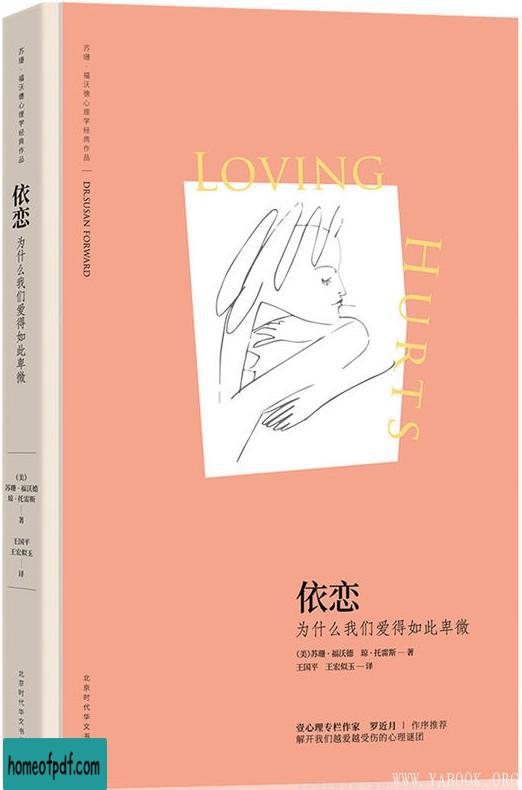 苏珊·福沃德心理学经典作品
依恋
为什么我们爱得如此卑微
(美)
苏珊·福沃德
琼·托雷斯
著
王国平
王宏似玉
译
北京时代华文书
苏珊·福沃德心理学经典作品
DR.SUSAN FORWARD
LOVING
HURTS
依恋
为什么我们爱得如此卑微
(美)苏珊·福沃德 琼·托雷斯—著
王国平 王宏似玉—译
壹心理专栏作家 罗近月 | 作序推荐
解开我们越爱越受伤的心理谜团
homeofpdf.com
WWW.YABOOK.ORG